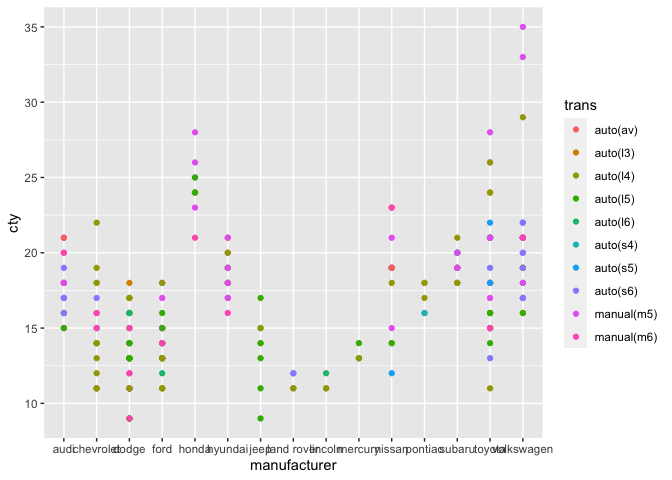 35
30
25
20
15
10
cty
audi chevrolet dodge ford honda hyundai jeep land rover lincoln mercury nissan pontiac subaru toyota volkswagen
manufacturer
trans
auto(av)
auto(l3)
auto(l4)
auto(l5)
auto(l6)
auto(s4)
auto(s5)
auto(s6)
manual(m5)
manual(m6)